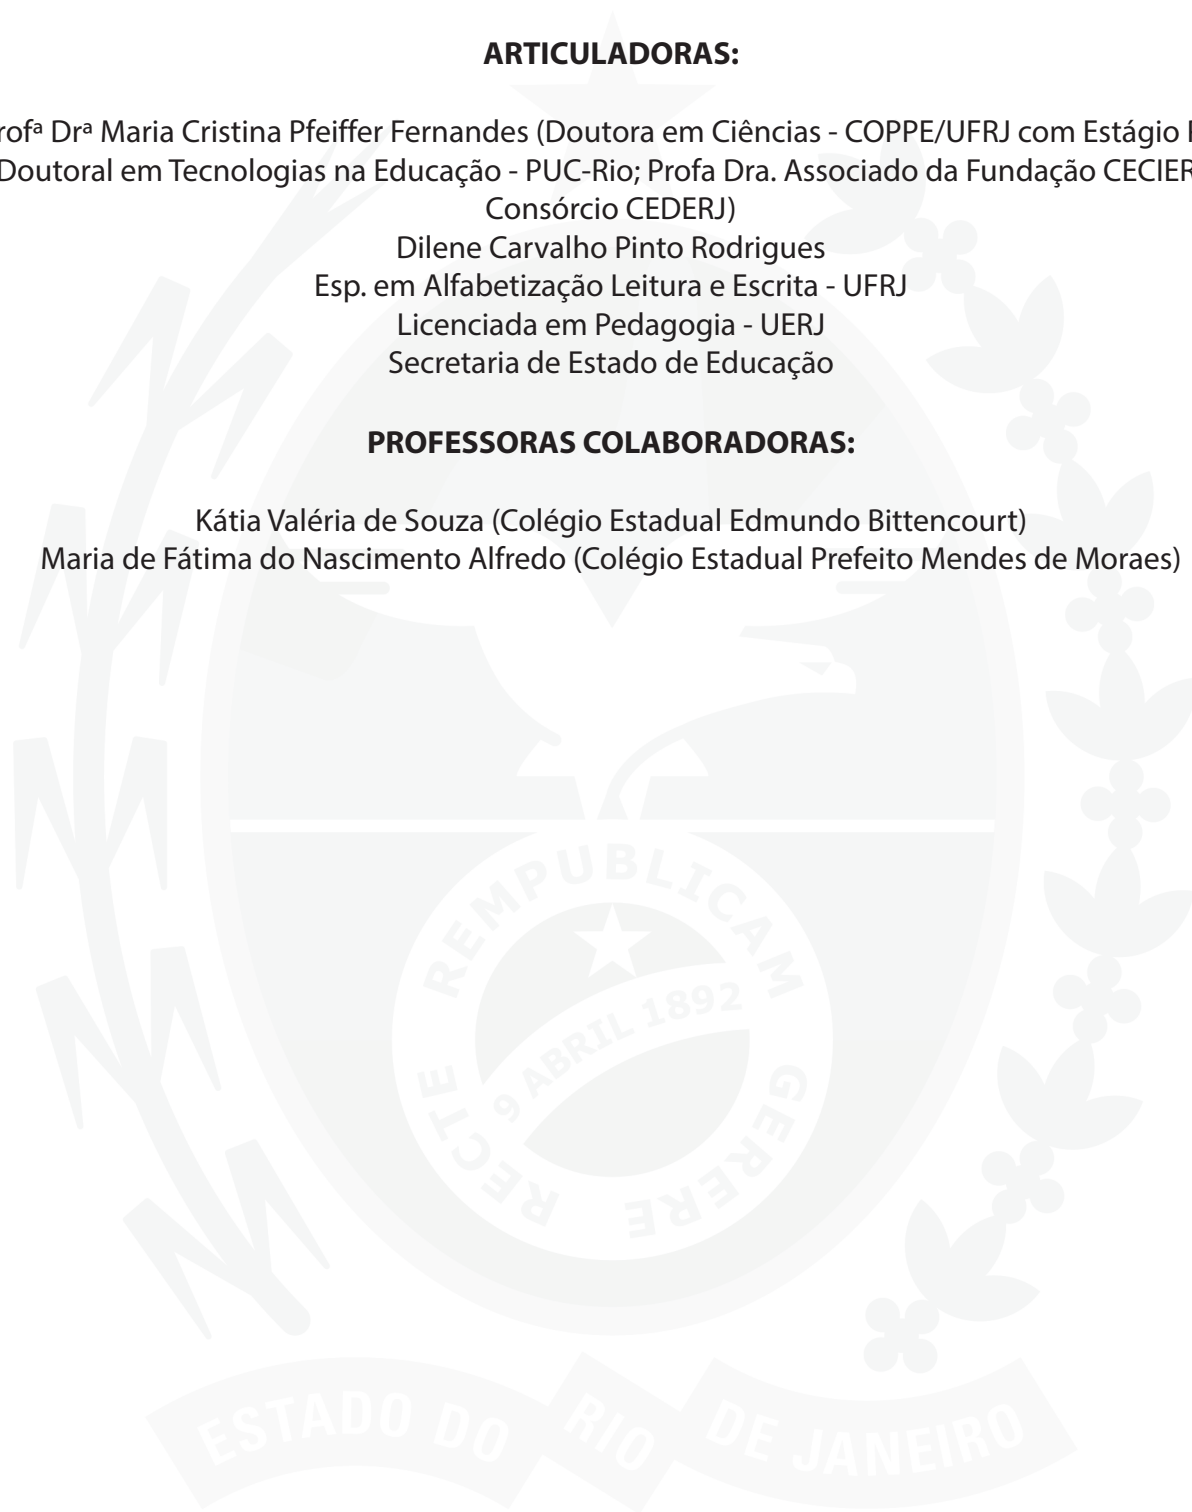 ARTICULADORAS:
rofª Drª Maria Cristina Pfeiffer Fernandes (Doutora em Ciências - COPPE/UFRJ com Estágio
Doutoral em Tecnologias na Educação - PUC-Rio; Profa Dra. Associado da Fundação CECIER
Consórcio CEDERJ)
Dilene Carvalho Pinto Rodrigues
Esp. em Alfabetização Leitura e Escrita - UFRJ
Licenciada em Pedagogia - UERJ
Secretaria de Estado de Educação
PROFESSORAS COLABORADORAS:
Kátia Valéria de Souza (Colégio Estadual Edmundo Bittencourt)
Maria de Fátima do Nascimento Alfredo (Colégio Estadual Prefeito Mendes de Moraes)
RECTE REMPUBLICAM GERERE
9 ABRIL 1892
ESTADO DO RIO DE JANEIRO